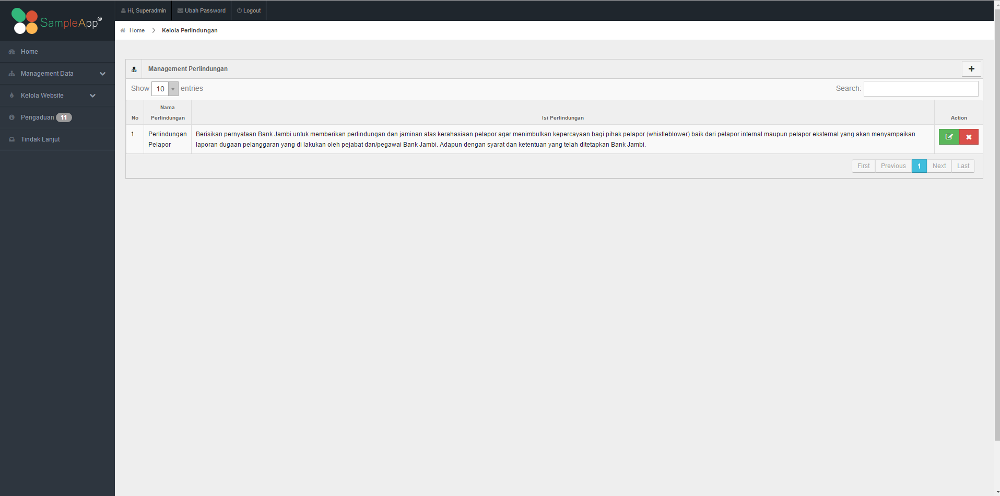 SampleApp®
Hi, Superadmin
Ubah Password
Logout
Home
Kelola Perlindungan
Home
Management Data
Kelola Website
Pengaduan 11
Tindak Lanjut
Management Perlindungan
Show 10 entries
Search:
No
Nama
Perlindungan
Isi Perlindungan
Action
1
Perlindungan
Pelapor
Berisikan pernyataan Bank Jambi untuk memberikan perlindungan dan jaminan atas kerahasiaan pelapor agar menimbulkan kepercayaan bagi pihak pelapor (whistleblower) baik dari pelapor internal maupun pelapor eksternal yang akan menyampaikan
laporan dugaan pelanggaran yang di lakukan oleh pejabat dan/pegawai Bank Jambi. Adapun dengan syarat dan ketentuan yang telah ditetapkan Bank Jambi.
First Previous 1 Next Last